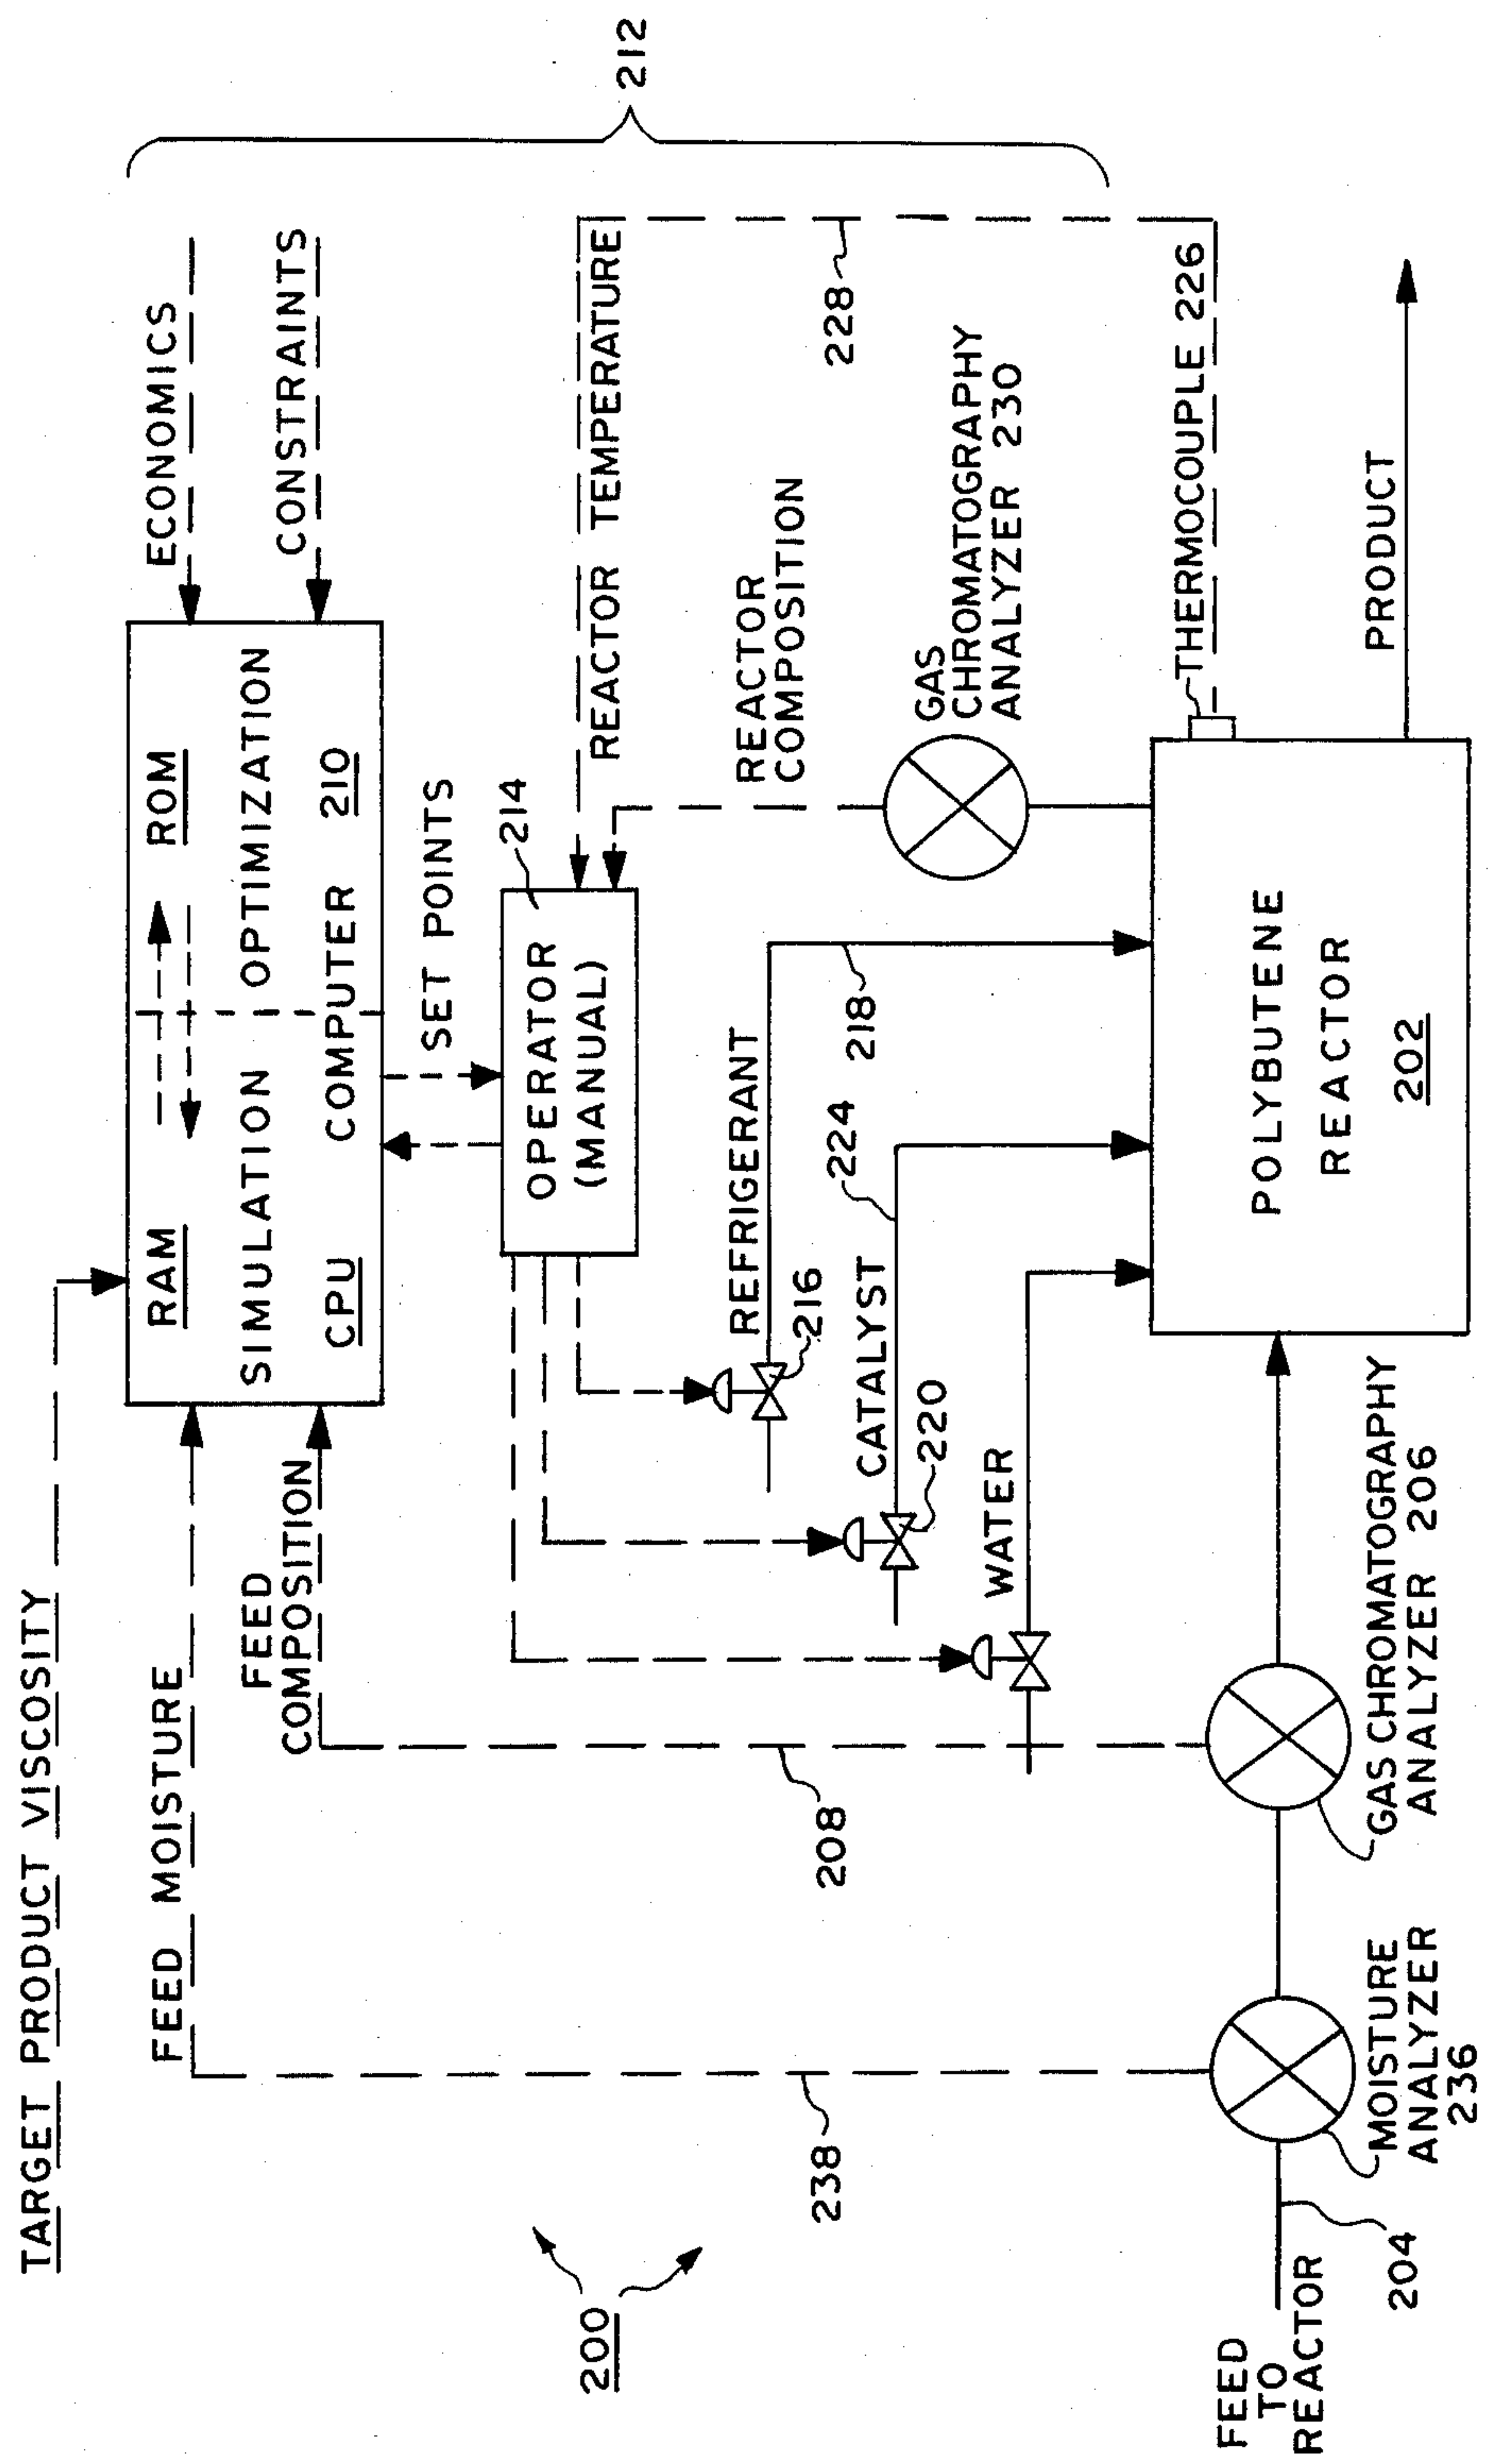 TARGET PRODUCT VISCOSITY
FEED MOISTURE
FEED
COMPOSITION
ECONOMICS
CONSTRAINTS
RAM
ROM
SIMULATION
OPTIMIZATION
CPU
COMPUTER 210
SET POINTS
212
214
OPERATOR
(MANUAL)
REACTOR TEMPERATURE
REACTOR
COMPOSITION
228
REFRIGERANT
216
218
CATALYST
220
224
WATER
GAS
CHROMATOGRAPHY
ANALYZER 230
THERMOCOUPLE 226
208
238
200
POLYBUTENE
REACTOR
202
PRODUCT
FEED
TO
REACTOR
204
MOISTURE
ANALYZER
236
GAS CHROMATOGRAPHY
ANALYZER 206